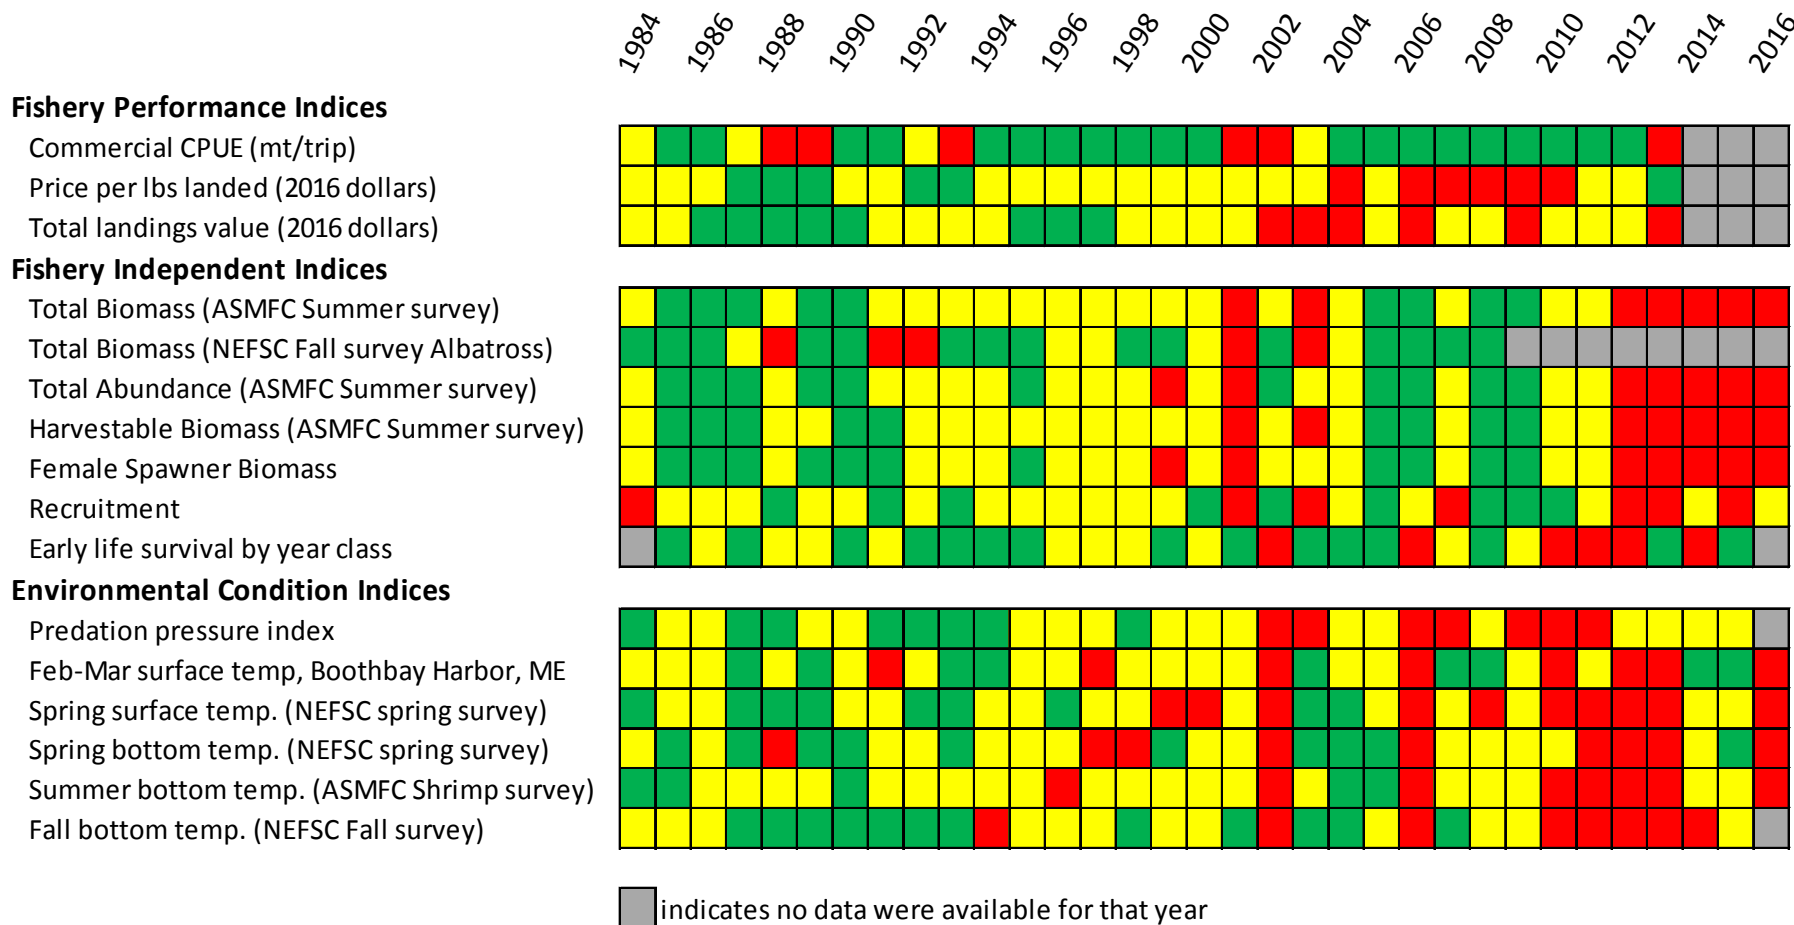 1984 1986 1988 1990 1992 1994 1996 1998 2000 2002 2004 2006 2008 2010 2012 2014 2016
Fishery Performance Indices
Commercial CPUE (mt/trip)
Price per lbs landed (2016 dollars)
Total landings value (2016 dollars)
Fishery Independent Indices
Total Biomass (ASMFC Summer survey)
Total Biomass (NEFSC Fall survey Albatross)
Total Abundance (ASMFC Summer survey)
Harvestable Biomass (ASMFC Summer survey)
Female Spawner Biomass
Recruitment
Early life survival by year class
Environmental Condition Indices
Predation pressure index
Feb-Mar surface temp, Boothbay Harbor, ME
Spring surface temp. (NEFSC spring survey)
Spring bottom temp. (NEFSC spring survey)
Summer bottom temp. (ASMFC Shrimp survey)
Fall bottom temp. (NEFSC Fall survey)
indicates no data were available for that year